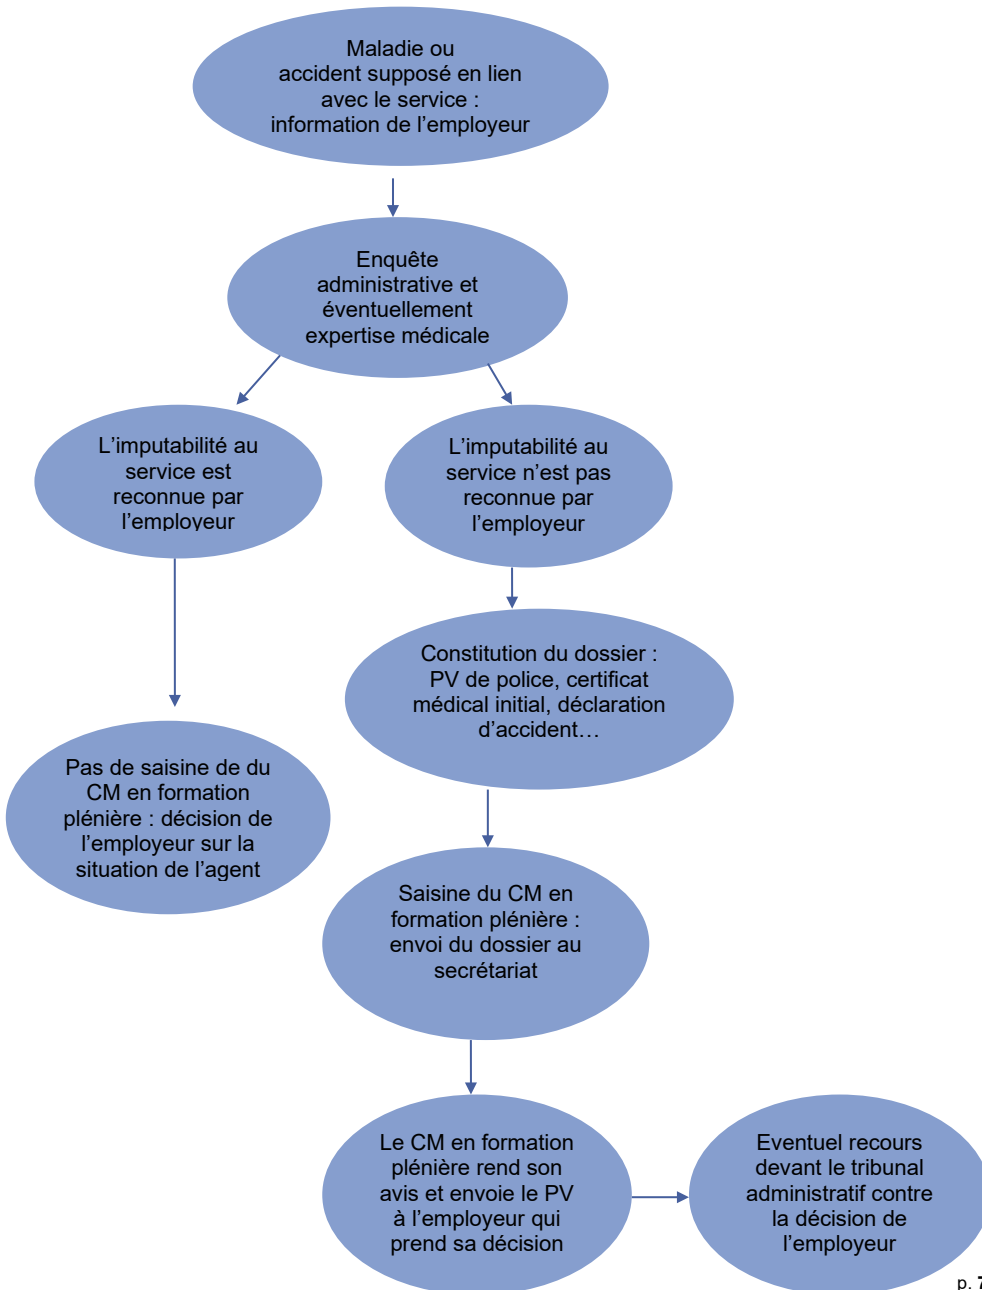 Maladie ou
accident supposé en lien
avec le service :
information de l'employeur
Enquête
administrative et
éventuellement
expertise médicale
L'imputabilité au
service est
reconnue par
l'employeur
L'imputabilité au
service n'est pas
reconnue par
l'employeur
Constitution du dossier :
PV de police, certificat
médical initial, déclaration
d'accident…
Pas de saisine de du
CM en formation
plénière : décision de
l'employeur sur la
situation de l'agent
Saisine du CM en
formation plénière :
envoi du dossier au
secrétariat
Le CM en formation
plénière rend son
avis et envoie le PV
à l'employeur qui
prend sa décision
Eventuel recours
devant le tribunal
administratif contre
la décision de
l'employeur
p. 7